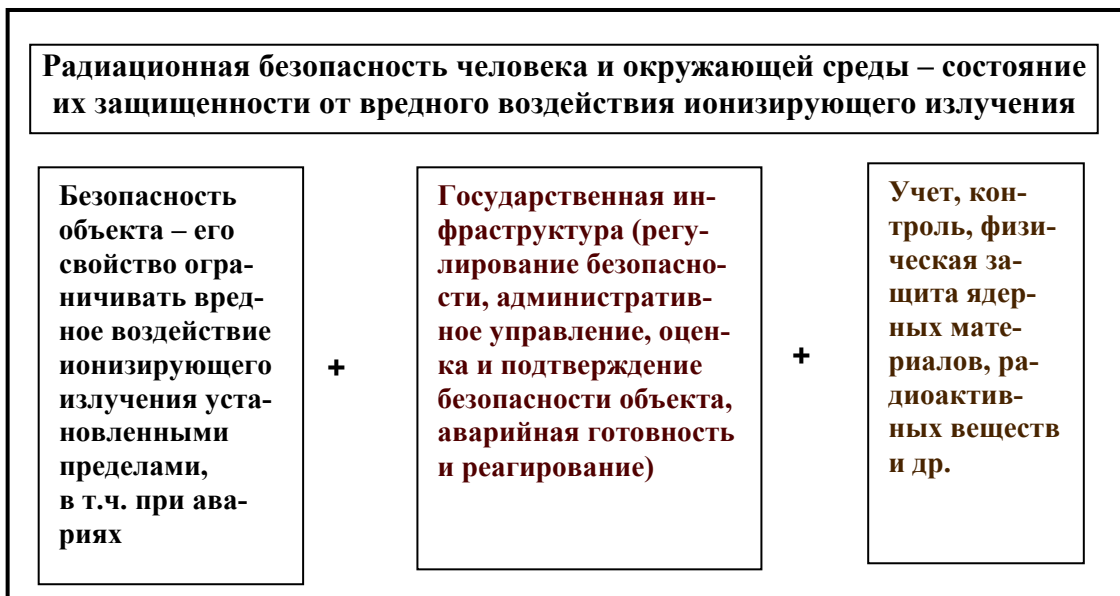 Радиационная безопасность человека и окружающей среды – состояние
их защищенности от вредного воздействия ионизирующего излучения
Безопасность
объекта – его
свойство огра-
ничивать вред-
ное воздействие
ионизирующего
излучения уста-
новленными
пределами,
в т.ч. при ава-
риях
+
Государственная ин-
фраструктура (регу-
лирование безопасно-
сти, административ-
ное управление, оцен-
ка и подтверждение
безопасности объекта,
аварийная готовность
и реагирование)
+
Учет, кон-
троль, физи-
ческая за-
щита ядер-
ных мате-
риалов, ра-
диоактив-
ных веществ
и др.